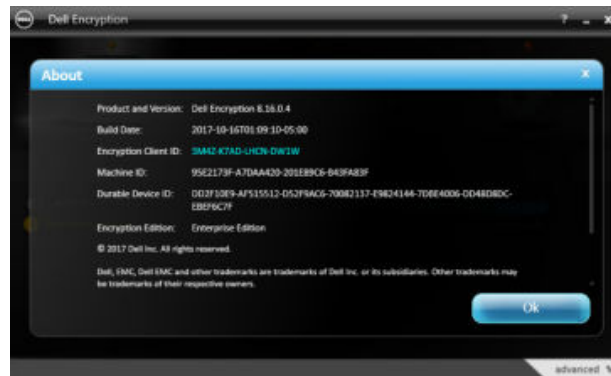 Dell Encryption
About
Product and Version: Dell Encryption 8.16.0.4
Build Date: 2017-10-16T01:09:10-05:00
Encryption Client ID: 3M4Z-K7AD-LHCN-DW1W
Machine ID: 95E2173F-A7DAA420-201E89C6-843FA83F
Durable Device ID: DD2F10E9-AF515512-D52F9AC6-70082137-E9824144-7DBE4006-DD48D8DC-
EBEF6C7F
Encryption Edition: Enterprise Edition
© 2017 Dell Inc. All rights reserved.
Dell, EMC, Dell EMC and other trademarks are trademarks of Dell Inc. or its subsidiaries. Other trademarks may
be trademarks of their respective owners.
Ok
advanced